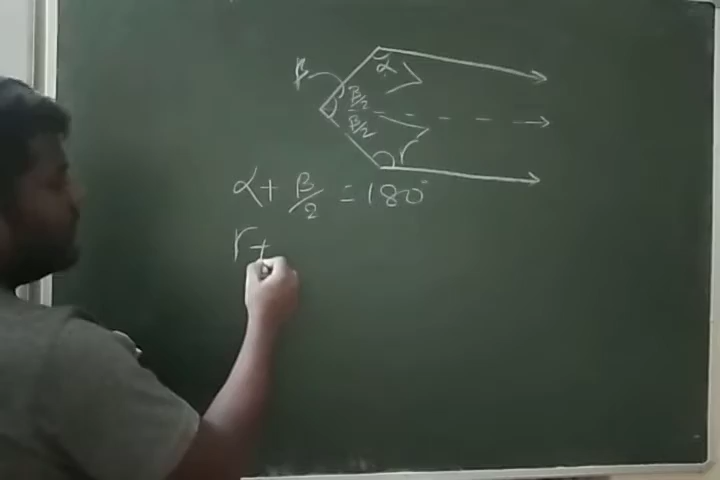 β
α
β/2
β/2
r
α + β/2 = 180°
r +